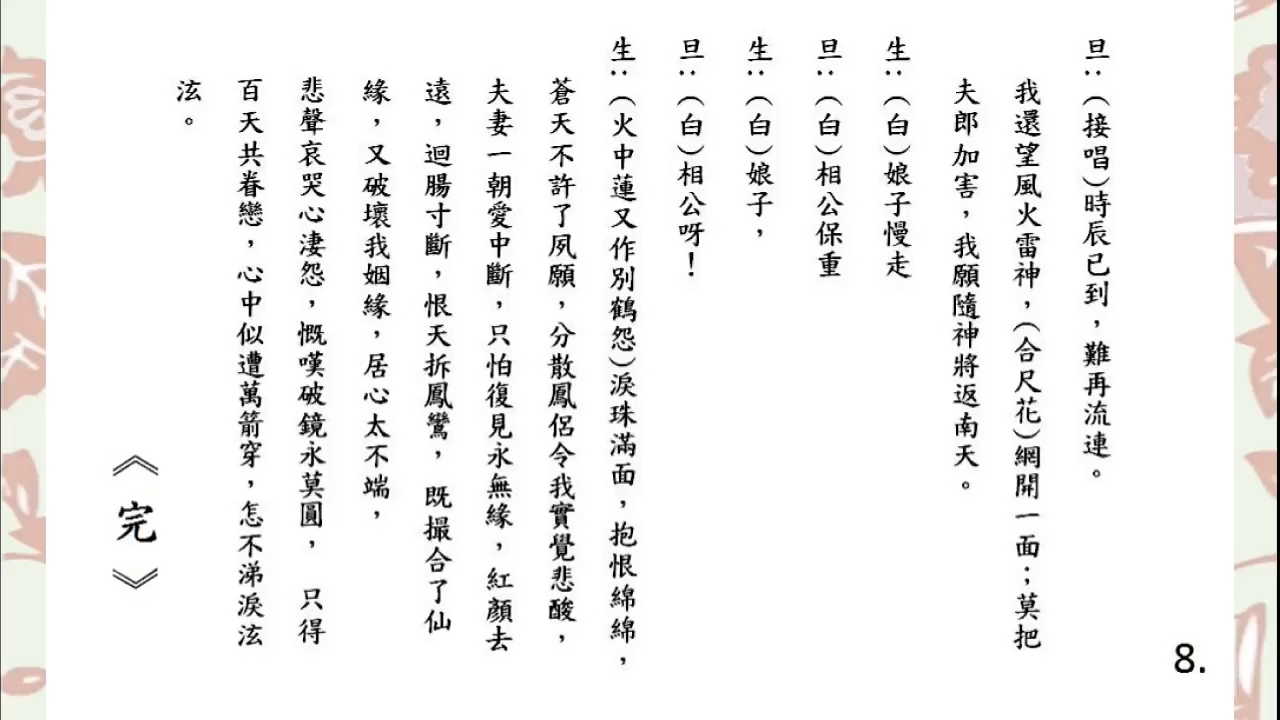 旦：（接唱）時辰已到，難再流連。
我還望風火雷神，（合尺花）網開一面；莫把
夫郎加害，我願隨神將返南天。
生：（白）娘子慢走
旦：（白）相公保重
生：（白）娘子，
旦：（白）相公呀！
生：（火中蓮又作別鶴怨）淚珠滿面，抱恨綿綿，
蒼天不許了夙願，分散鳳侶令我實覺悲酸，
夫妻一朝愛中斷，只怕復見永無緣，紅顏去
遠，迴腸寸斷，恨天拆鳳鸞，既撮合了仙
緣，又破壞我姻緣，居心太不端，
悲聲哀哭心淒怨，慨嘆破鏡永莫圓，只得
百天共眷戀，心中似遭萬箭穿，怎不涕淚泫
泫。
《完》
8.